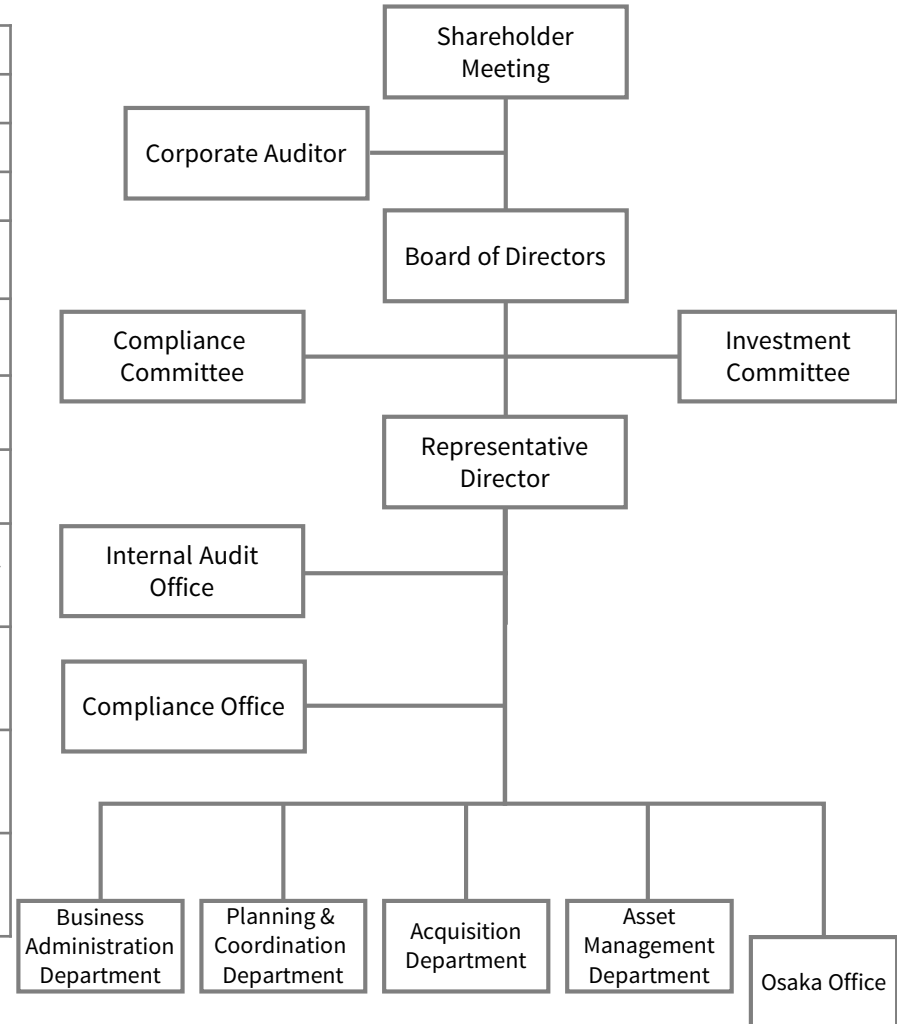 Shareholder
Meeting
Corporate Auditor
Board of Directors
Compliance
Committee
Investment
Committee
Representative
Director
Internal Audit
Office
Compliance Office
Business
Administration
Department
Planning &
Coordination
Department
Acquisition
Department
Asset
Management
Department
Osaka Office